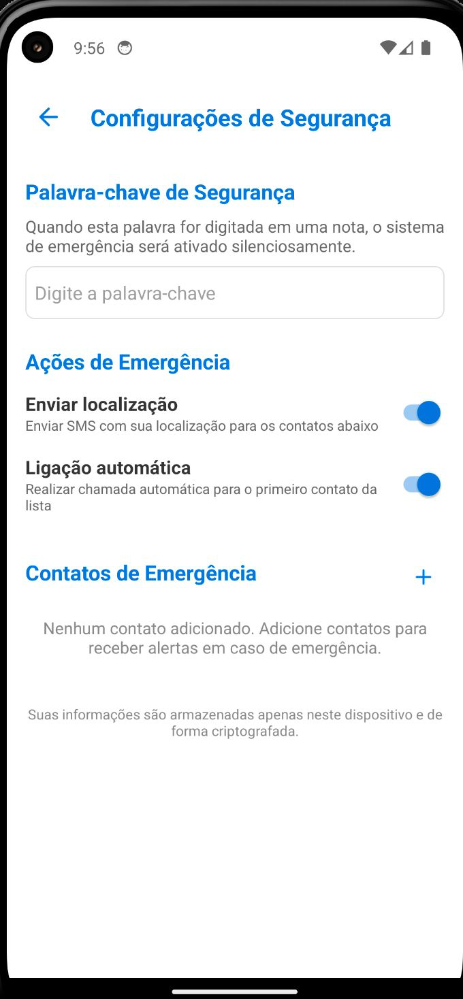 9:56
Configurações de Segurança
Palavra-chave de Segurança
Quando esta palavra for digitada em uma nota, o sistema
de emergência será ativado silenciosamente.
Digite a palavra-chave
Ações de Emergência
Enviar localização
Enviar SMS com sua localização para os contatos abaixo
Ligação automática
Realizar chamada automática para o primeiro contato da
lista
Contatos de Emergência
Nenhum contato adicionado. Adicione contatos para
receber alertas em caso de emergência.
Suas informações são armazenadas apenas neste dispositivo e de
forma criptografada.